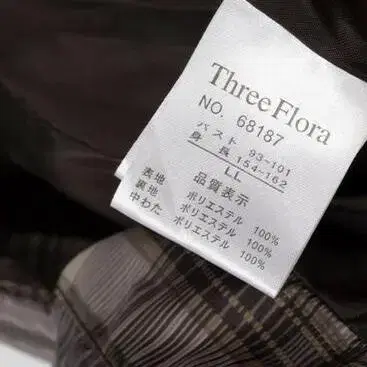 Three Flora
NO. 68187
バスト 93~101
身長 154~162
LL
品質表示
表地 ポリエステル 100%
裏地 ポリエステル 100%
中わた ポリエステル 100%